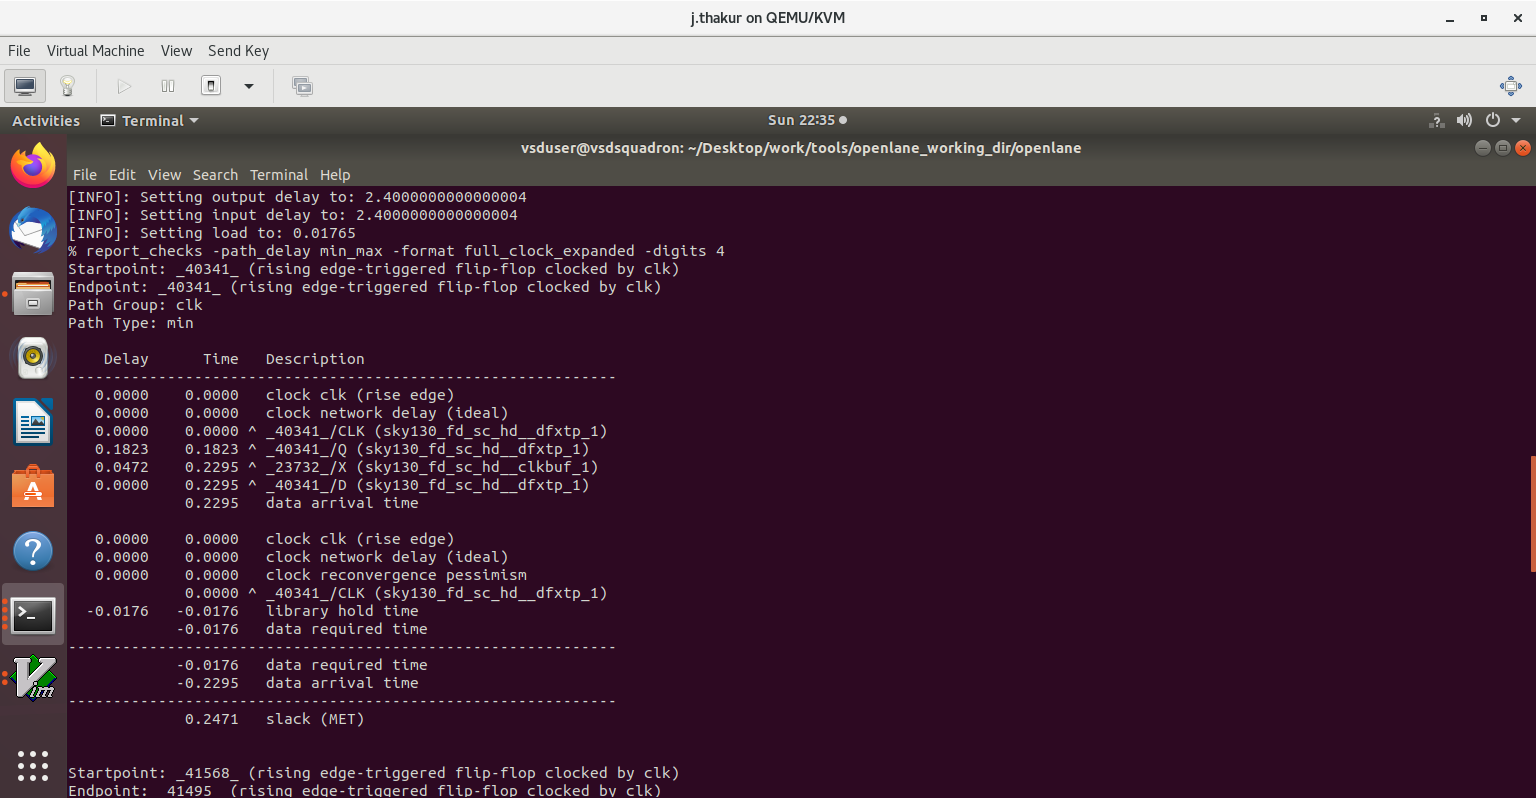 j.thakur on QEMU/KVM
File Virtual Machine View Send Key
Activities Terminal Sun 22:35
vsduser@vsdsquadron: ~/Desktop/work/tools/openlane_working_dir/openlane
File Edit View Search Terminal Help
[INFO]: Setting output delay to: 2.4000000000000004
[INFO]: Setting input delay to: 2.4000000000000004
[INFO]: Setting load to: 0.01765
% report_checks -path_delay min_max -format full_clock_expanded -digits 4
Startpoint: _40341_ (rising edge-triggered flip-flop clocked by clk)
Endpoint: _40341_ (rising edge-triggered flip-flop clocked by clk)
Path Group: clk
Path Type: min
Delay Time Description
-------------------------------------------------------------
0.0000 0.0000 clock clk (rise edge)
0.0000 0.0000 clock network delay (ideal)
0.0000 0.0000 ^ _40341_/CLK (sky130_fd_sc_hd__dfxtp_1)
0.1823 0.1823 ^ _40341_/Q (sky130_fd_sc_hd__dfxtp_1)
0.0472 0.2295 ^ _23732_/X (sky130_fd_sc_hd__clkbuf_1)
0.0000 0.2295 ^ _40341_/D (sky130_fd_sc_hd__dfxtp_1)
0.2295 data arrival time
0.0000 0.0000 clock clk (rise edge)
0.0000 0.0000 clock network delay (ideal)
0.0000 0.0000 clock reconvergence pessimism
0.0000 ^ _40341_/CLK (sky130_fd_sc_hd__dfxtp_1)
-0.0176 -0.0176 library hold time
-0.0176 data required time
-------------------------------------------------------------
-0.0176 data required time
-0.2295 data arrival time
-------------------------------------------------------------
0.2471 slack (MET)
Startpoint: _41568_ (rising edge-triggered flip-flop clocked by clk)
Endpoint: _41495_ (rising edge-triggered flip-flop clocked by clk)